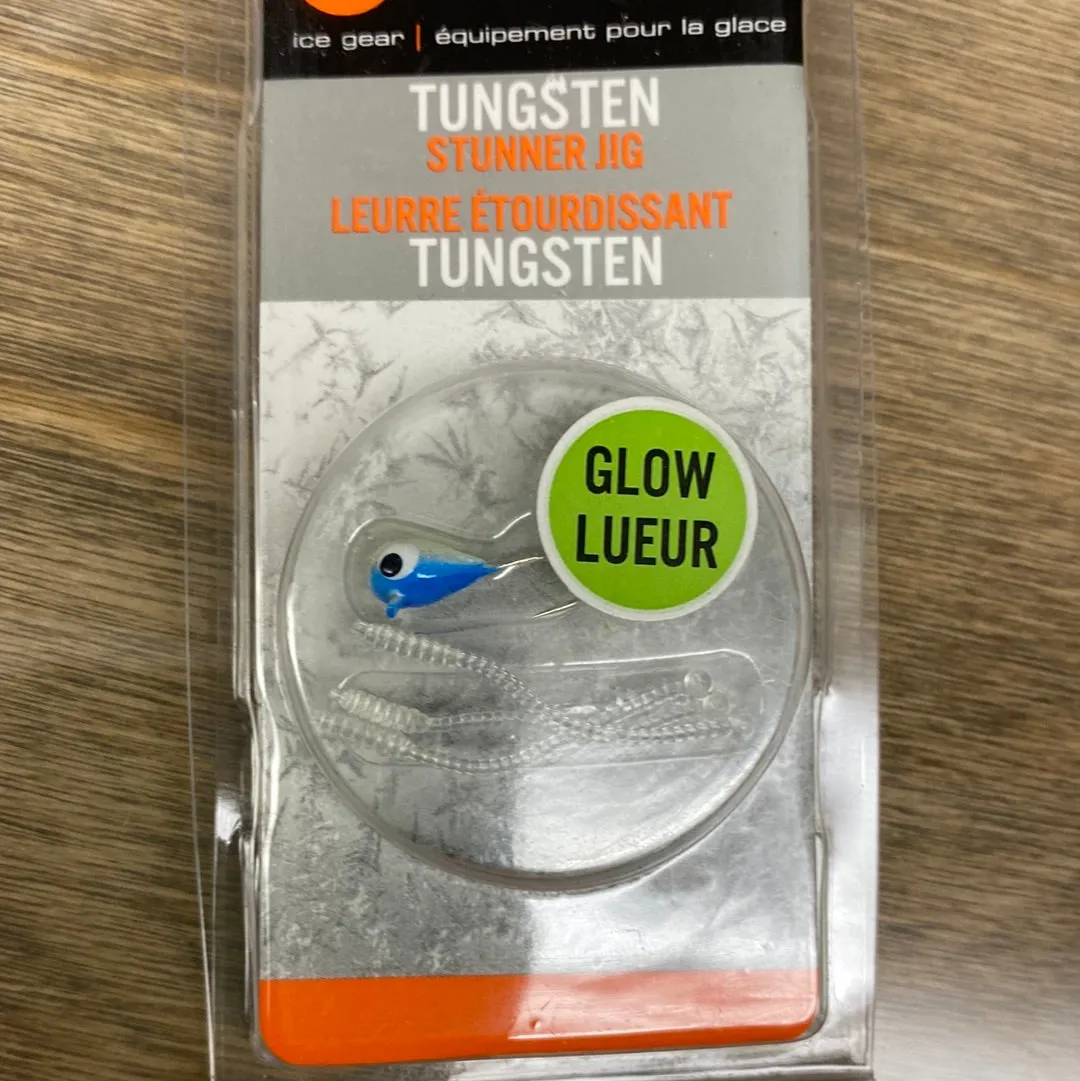 ice gear | équipement pour la glace
TUNGSTEN
STUNNER JIG
LEURRE ÉTOURDISSANT
TUNGSTEN
GLOW
LUEUR